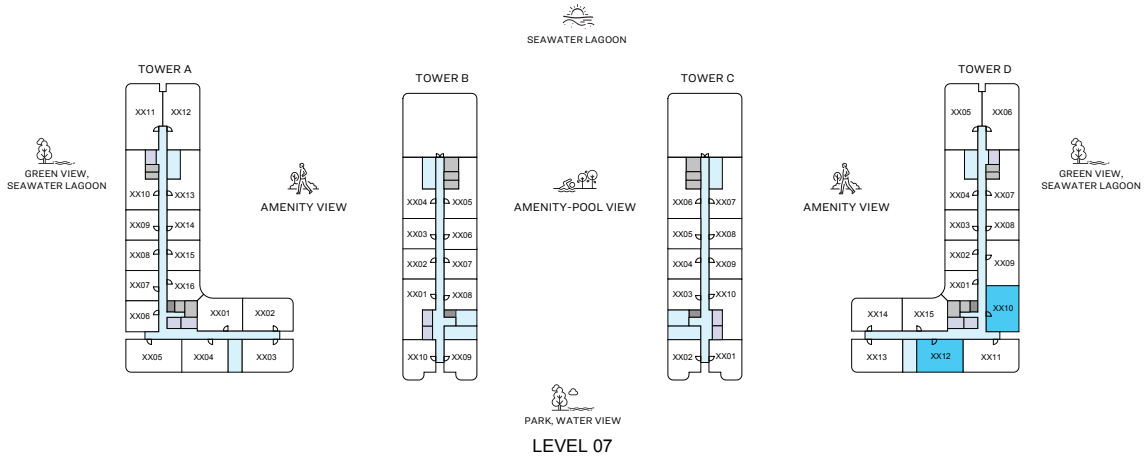 SEAWATER LAGOON
TOWER A
TOWER B
TOWER C
TOWER D
XX11
XX12
XX05
XX06
GREEN VIEW,
SEAWATER LAGOON
GREEN VIEW,
SEAWATER LAGOON
XX10
XX13
AMENITY VIEW
XX04
XX05
AMENITY-POOL VIEW
XX06
XX07
AMENITY VIEW
XX04
XX07
XX09
XX14
XX03
XX06
XX05
XX08
XX03
XX08
XX08
XX15
XX02
XX07
XX04
XX09
XX02
XX09
XX07
XX16
XX01
XX08
XX03
XX10
XX01
XX10
XX06
XX01
XX02
XX14
XX15
XX05
XX04
XX03
XX10
XX09
XX02
XX01
XX13
XX12
XX11
PARK, WATER VIEW
LEVEL 07